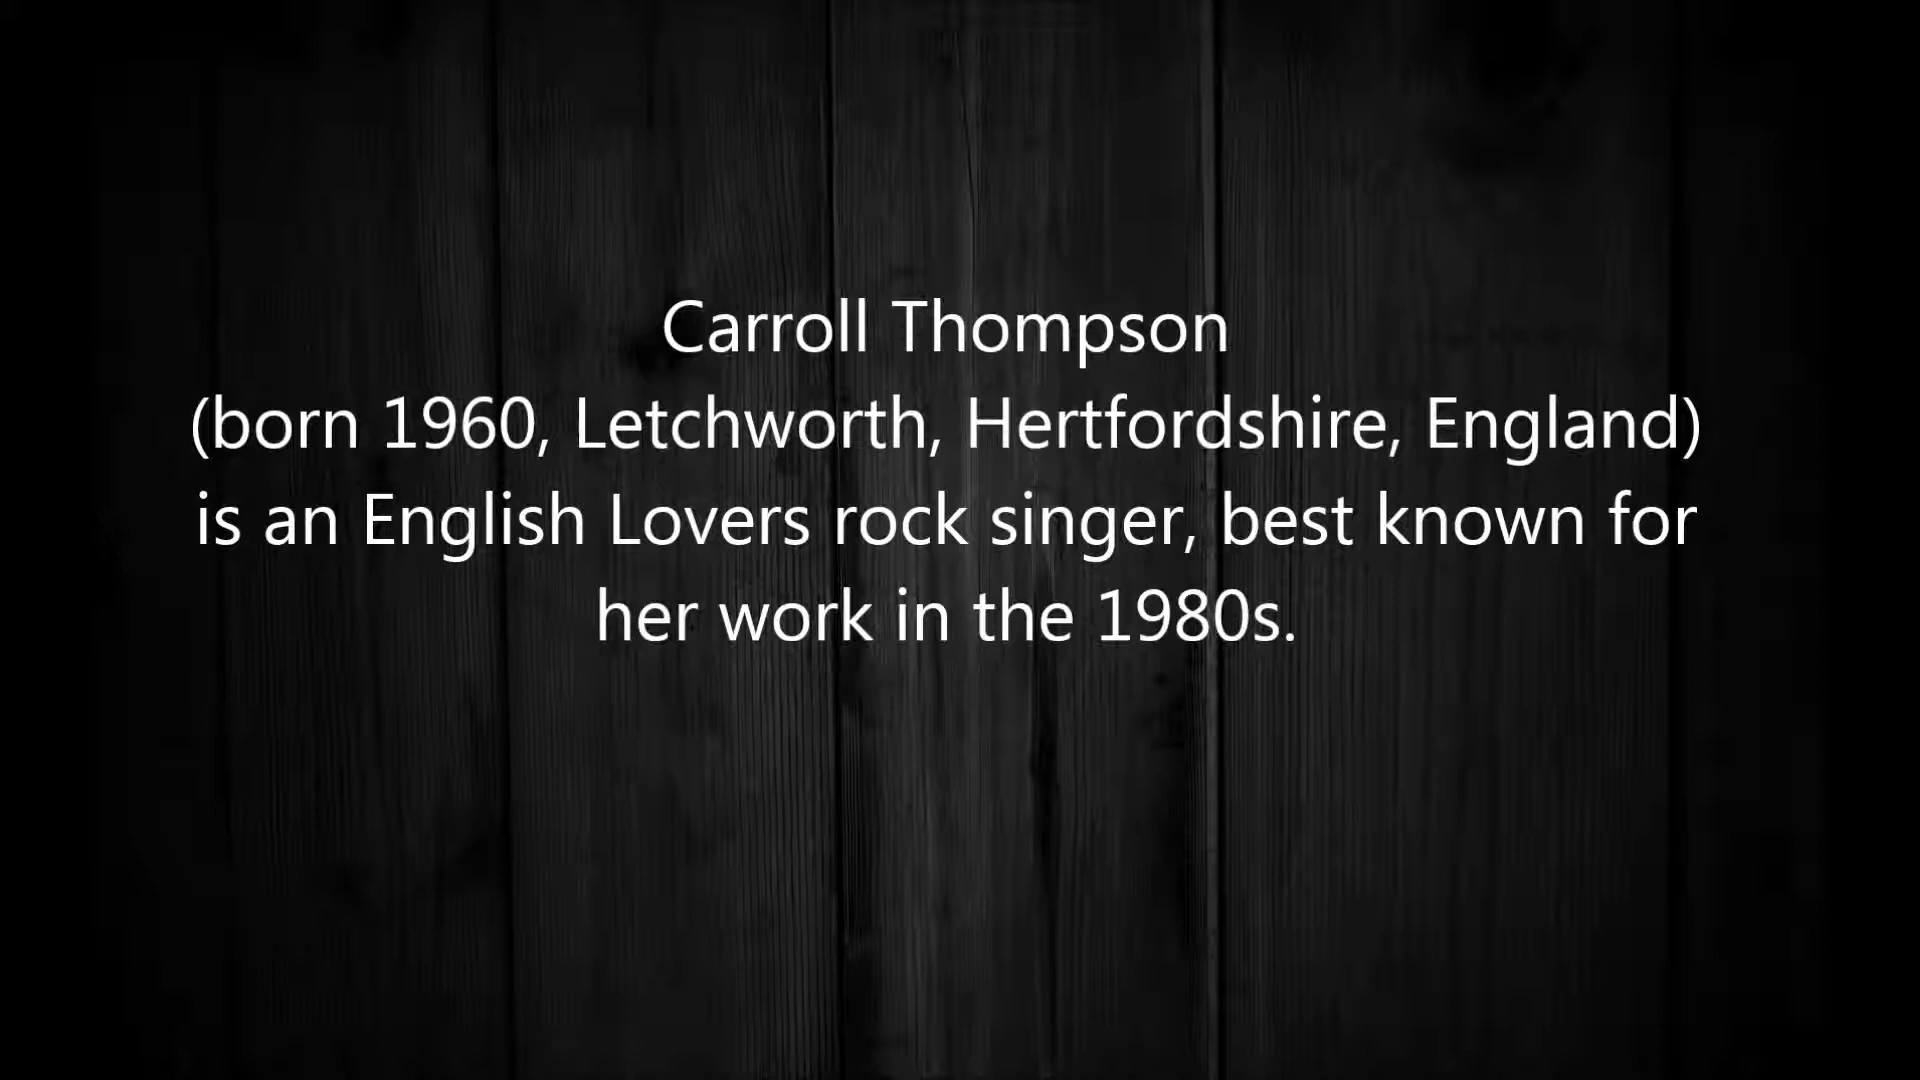 Carroll Thompson
(born 1960, Letchworth, Hertfordshire, England)
is an English Lovers rock singer, best known for
her work in the 1980s.